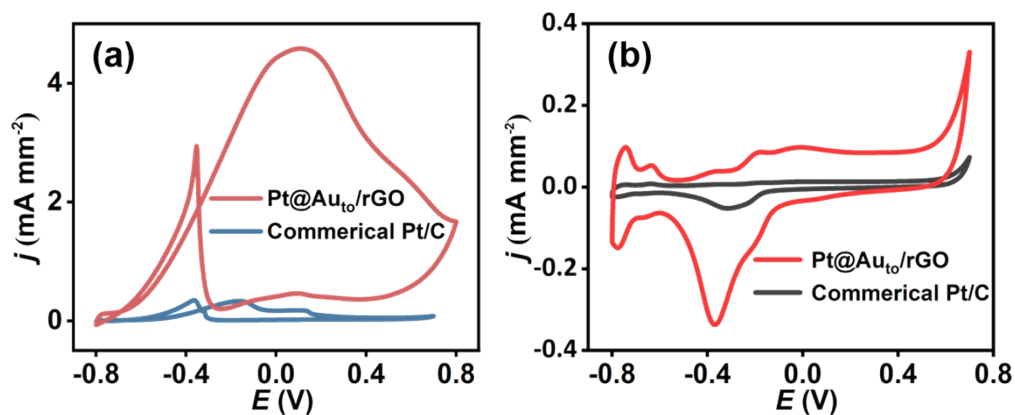 (a)
j (mA mm⁻²)
4
2
0
Pt@Auto/rGO
Commerical Pt/C
-0.8 -0.4 0.0 0.4 0.8
E (V)
(b)
j (mA mm⁻²)
0.4
0.2
0.0
-0.2
-0.4
Pt@Auto/rGO
Commerical Pt/C
-0.8 -0.4 0.0 0.4 0.8
E (V)